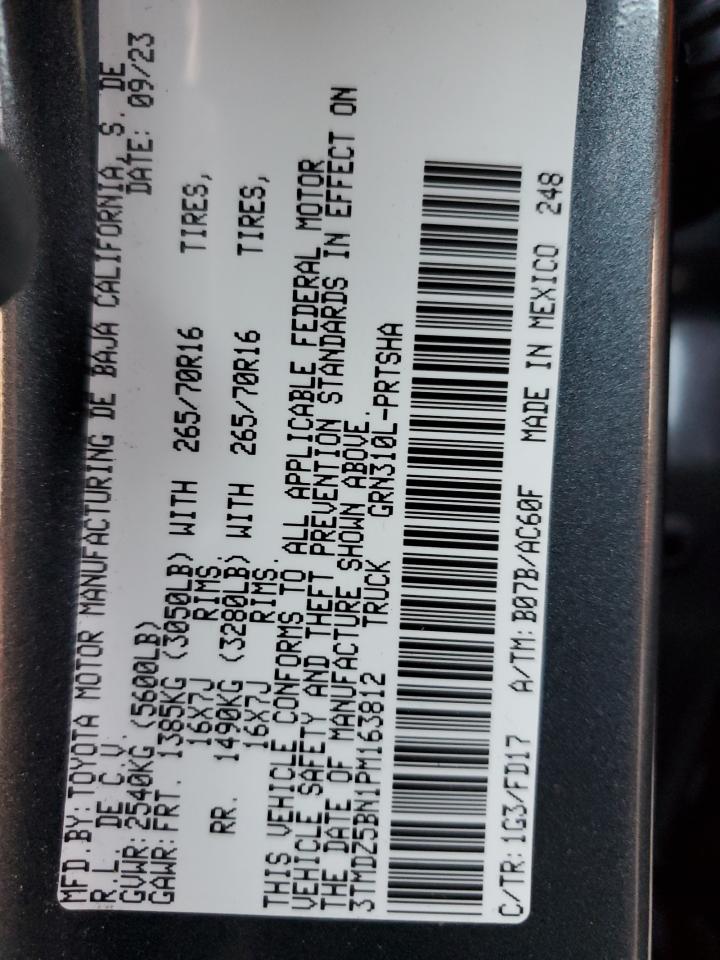 MFD.BY:TOYOTA MOTOR MANUFACTURING DE BAJA CALIFORNIA, S. DE
R.L. DE C.V. DATE: 09/23
GVWR:2540KG (5600LB)
GAWR:FRT. 1385KG (3050LB) WITH 265/70R16 TIRES,
16X7J RIMS.
RR. 1490KG (3280LB) WITH 265/70R16 TIRES,
16X7J RIMS.
THIS VEHICLE CONFORMS TO ALL APPLICABLE FEDERAL MOTOR
VEHICLE SAFETY AND THEFT PREVENTION STANDARDS IN EFFECT ON
THE DATE OF MANUFACTURE SHOWN ABOVE.
3TMDZ5BN1PM163812 TRUCK GRN310L-PRTSHA
C/TR:1G3/FD17 A/TM:B07B/AC60F MADE IN MEXICO 248